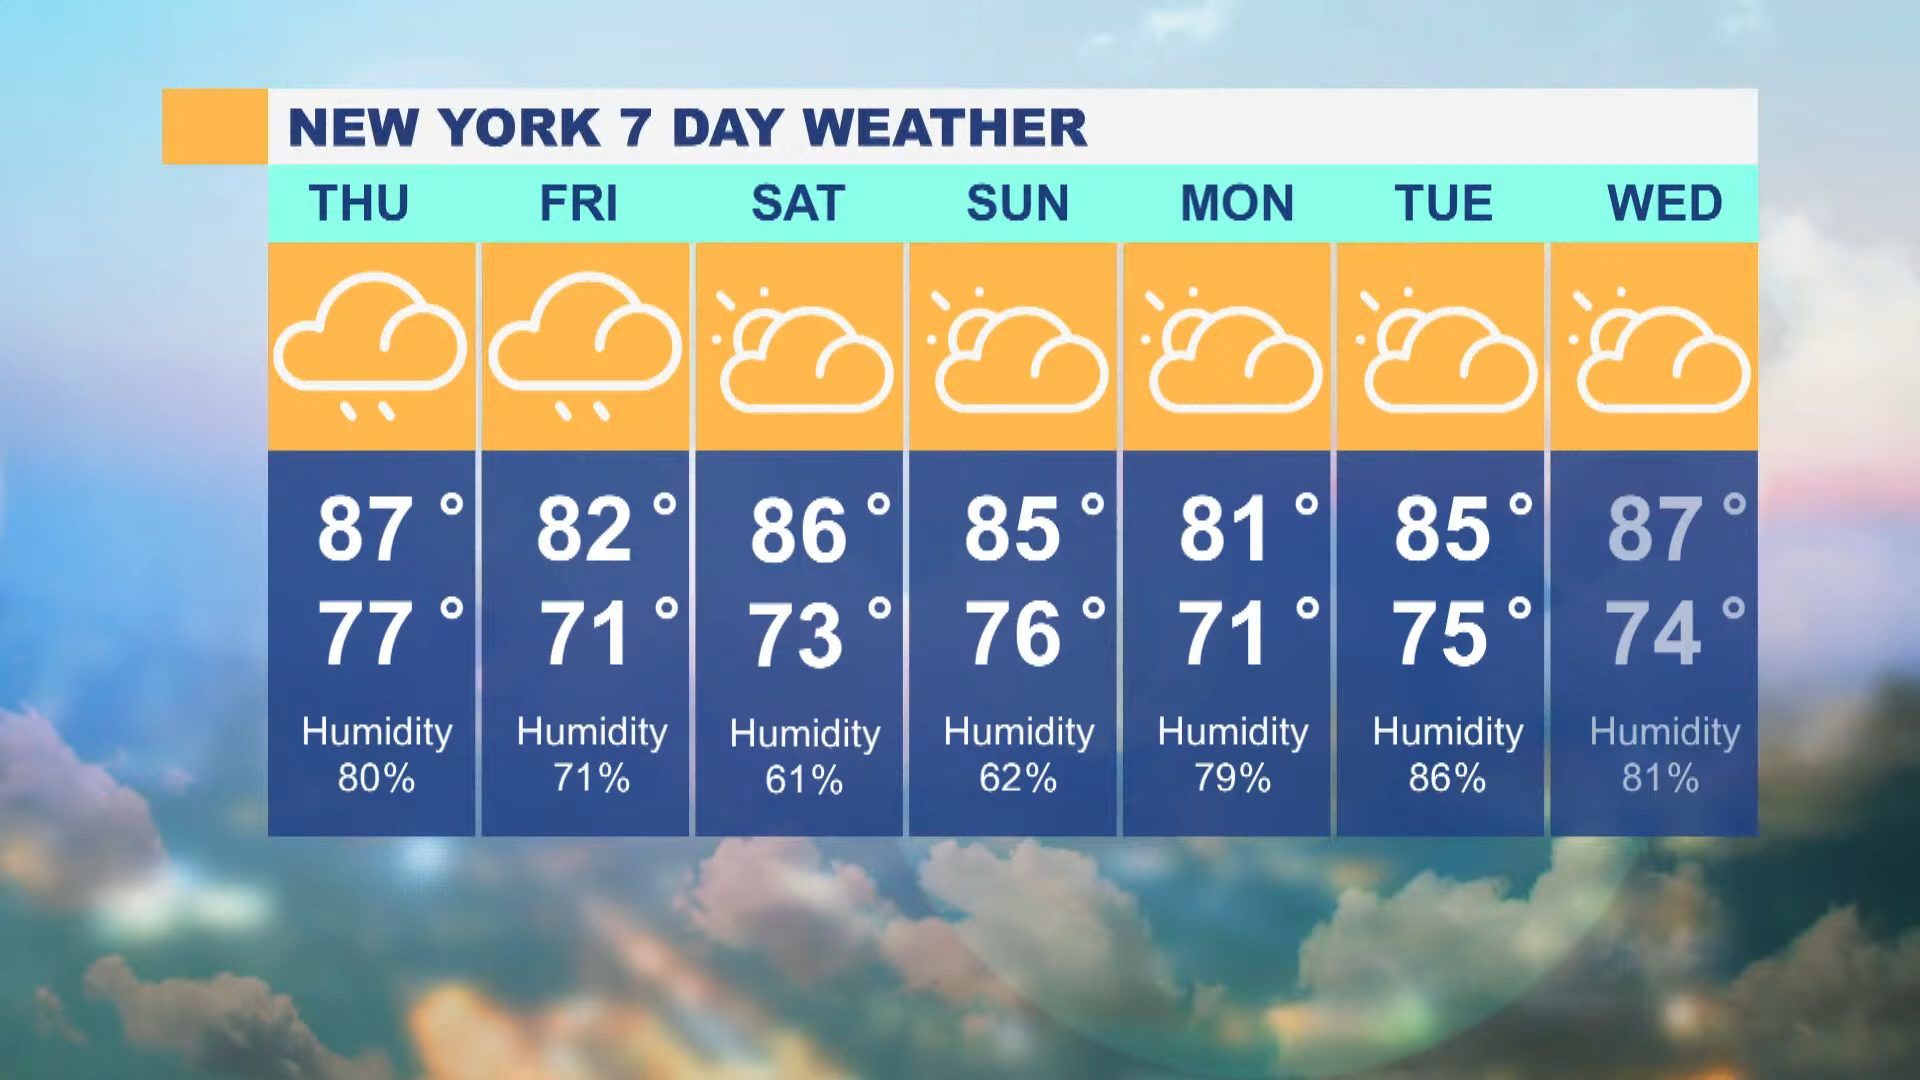 NEW YORK 7 DAY WEATHER
THU FRI SAT SUN MON TUE WED
87° 82° 86° 85° 81° 85° 87°
77° 71° 73° 76° 71° 75° 74°
Humidity Humidity Humidity Humidity Humidity Humidity Humidity
80% 71% 61% 62% 79% 86% 81%